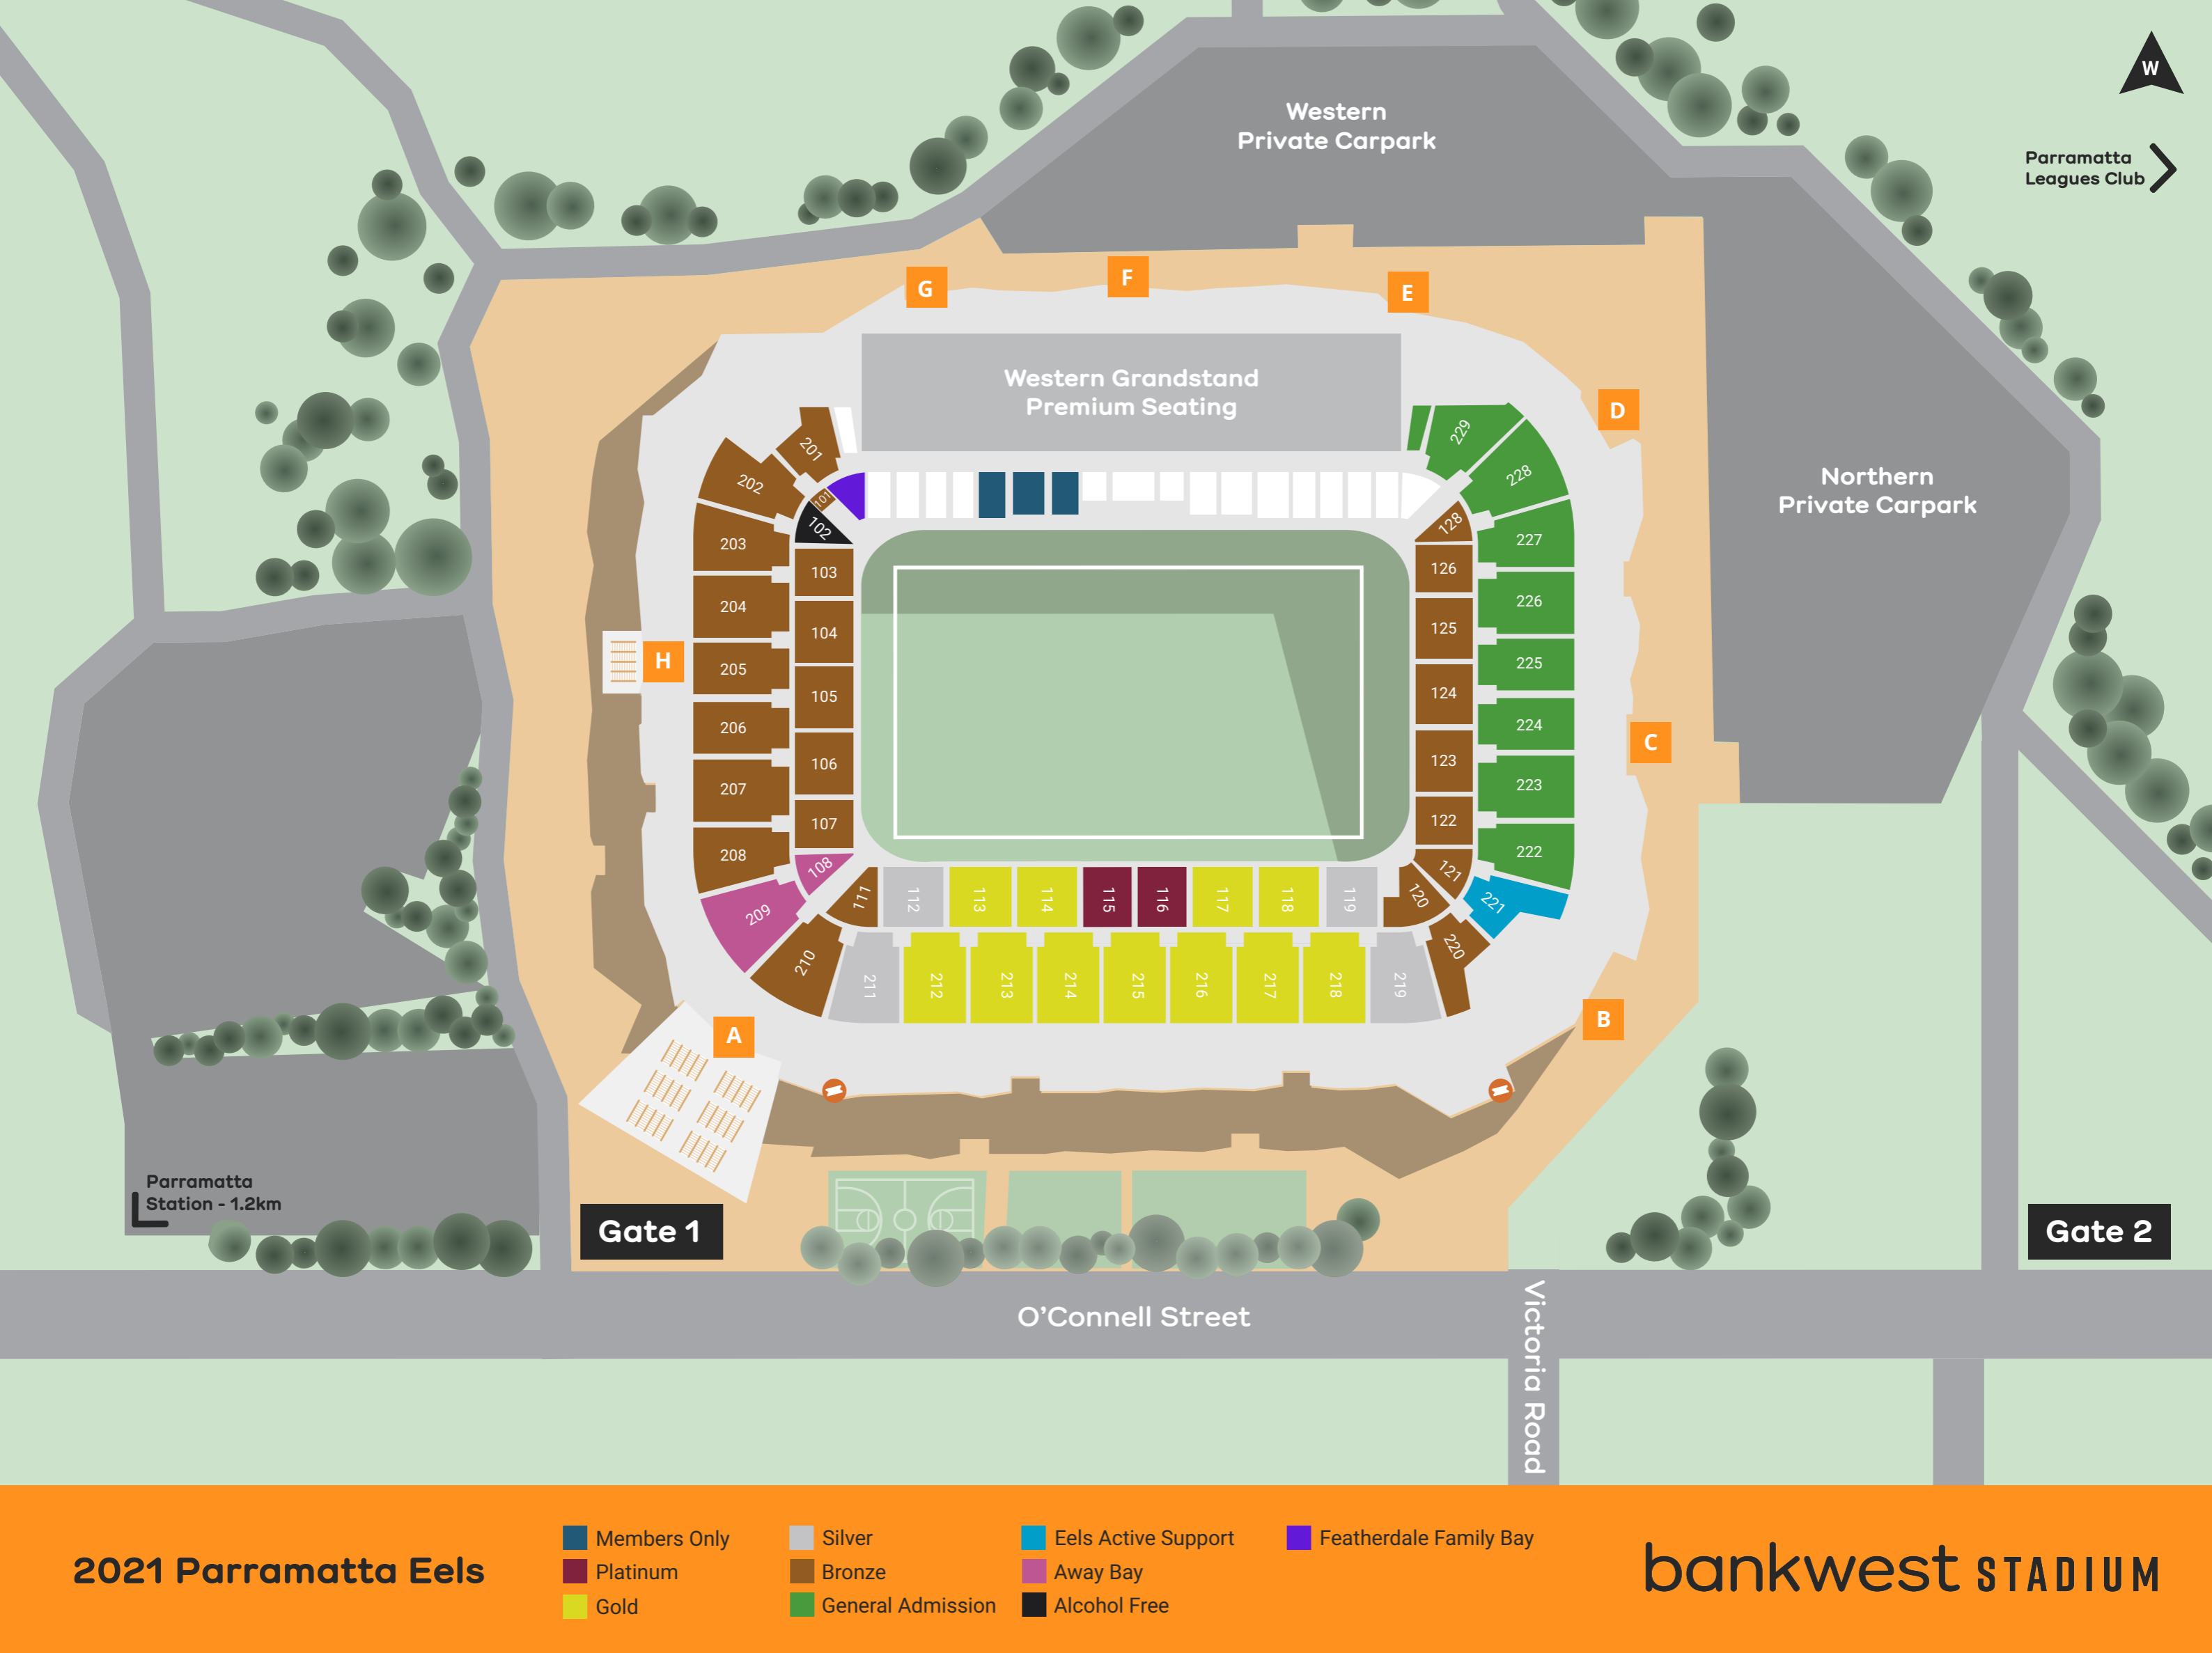 W
Western
Private Carpark
Parramatta
Leagues Club
G
F
E
Western Grandstand
Premium Seating
D
Northern
Private Carpark
201
229
202
228
101
102
128
203
227
103
126
204
226
104
125
H
205
225
105
124
206
224
C
106
123
207
223
107
122
208
222
108
121
209
111
112
113
114
115
116
117
118
119
120
221
210
220
211
212
213
214
215
216
217
218
219
A
B
Parramatta
Station - 1.2km
Gate 1
Gate 2
O'Connell Street
Victoria Road
2021 Parramatta Eels
Members Only
Platinum
Gold
Silver
Bronze
General Admission
Eels Active Support
Away Bay
Alcohol Free
Featherdale Family Bay
bankwest STADIUM